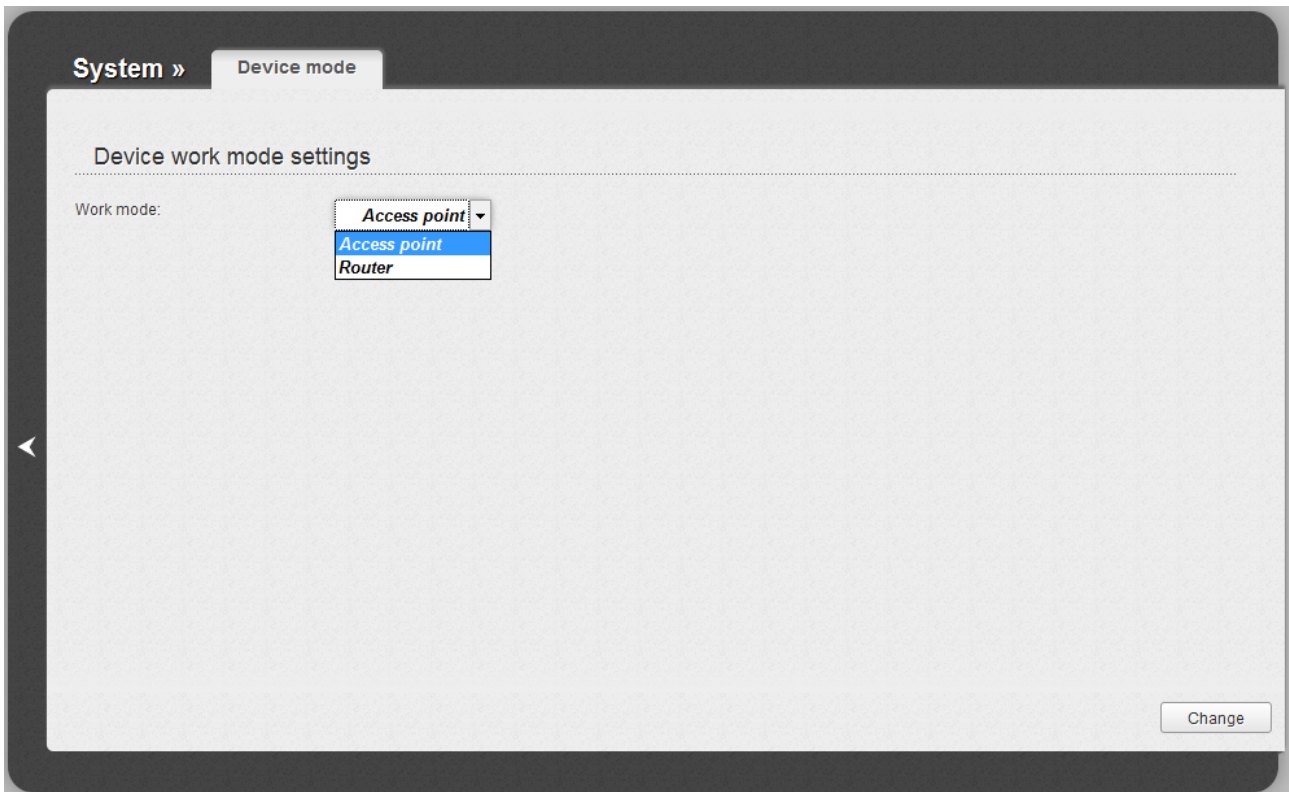 System » Device mode
Device work mode settings
Work mode: Access point
Access point
Router
Change